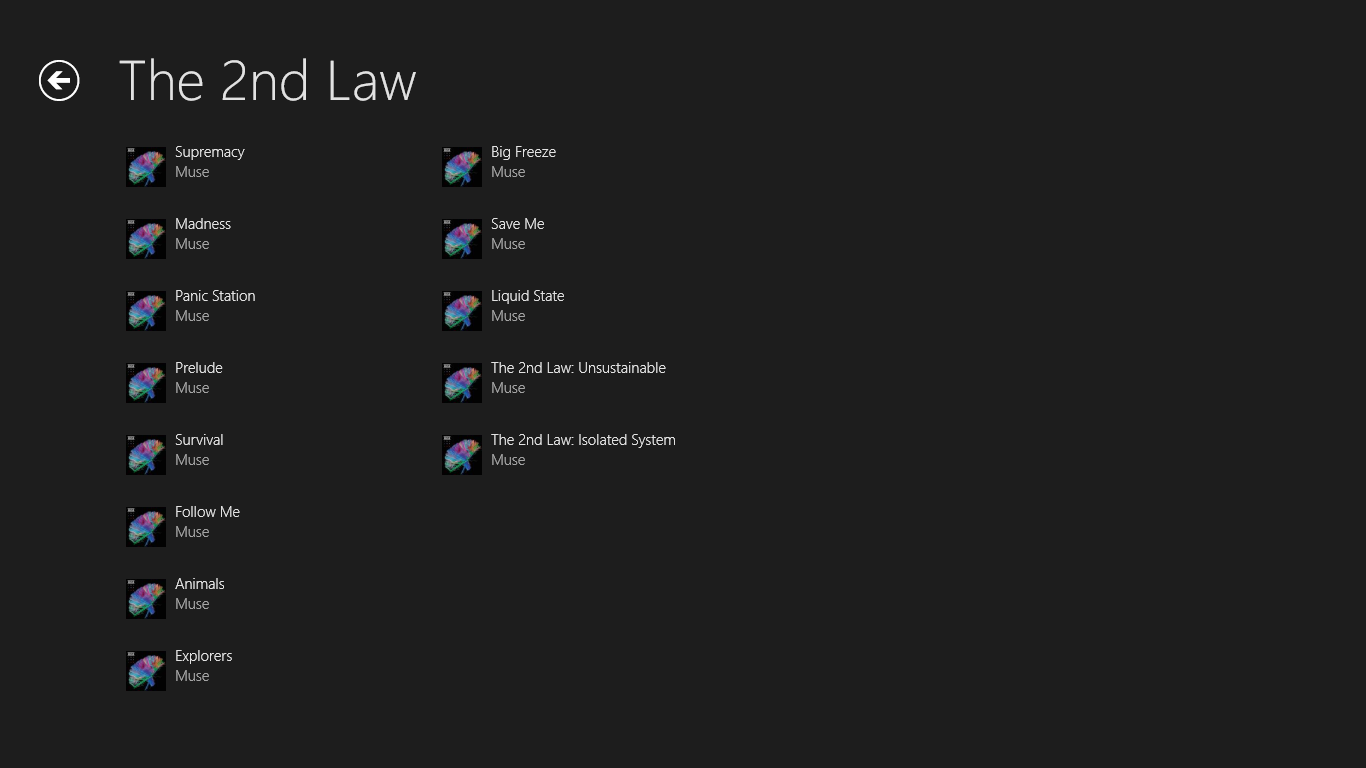 The 2nd Law
Supremacy
Muse
Madness
Muse
Panic Station
Muse
Prelude
Muse
Survival
Muse
Follow Me
Muse
Animals
Muse
Explorers
Muse
Big Freeze
Muse
Save Me
Muse
Liquid State
Muse
The 2nd Law: Unsustainable
Muse
The 2nd Law: Isolated System
Muse